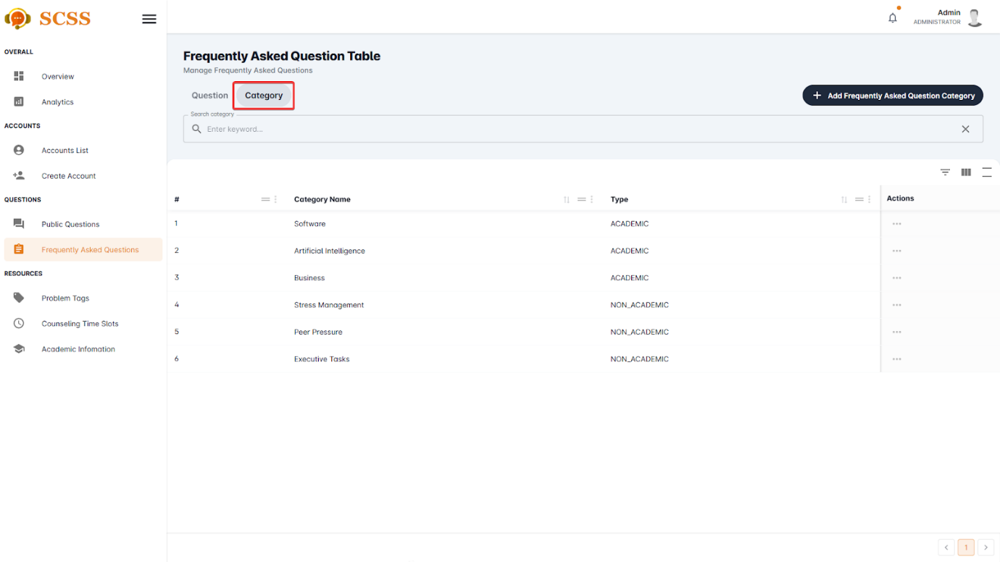 SCSS
Admin
ADMINISTRATOR
OVERALL
Overview
Analytics
ACCOUNTS
Accounts List
Create Account
QUESTIONS
Public Questions
Frequently Asked Questions
RESOURCES
Problem Tags
Counseling Time Slots
Academic Infomation
Frequently Asked Question Table
Manage Frequently Asked Questions
Question Category
+ Add Frequently Asked Question Category
Search category
Enter keyword...
# Category Name Type Actions
1 Software ACADEMIC
2 Artificial Intelligence ACADEMIC
3 Business ACADEMIC
4 Stress Management NON_ACADEMIC
5 Peer Pressure NON_ACADEMIC
6 Executive Tasks NON_ACADEMIC
1